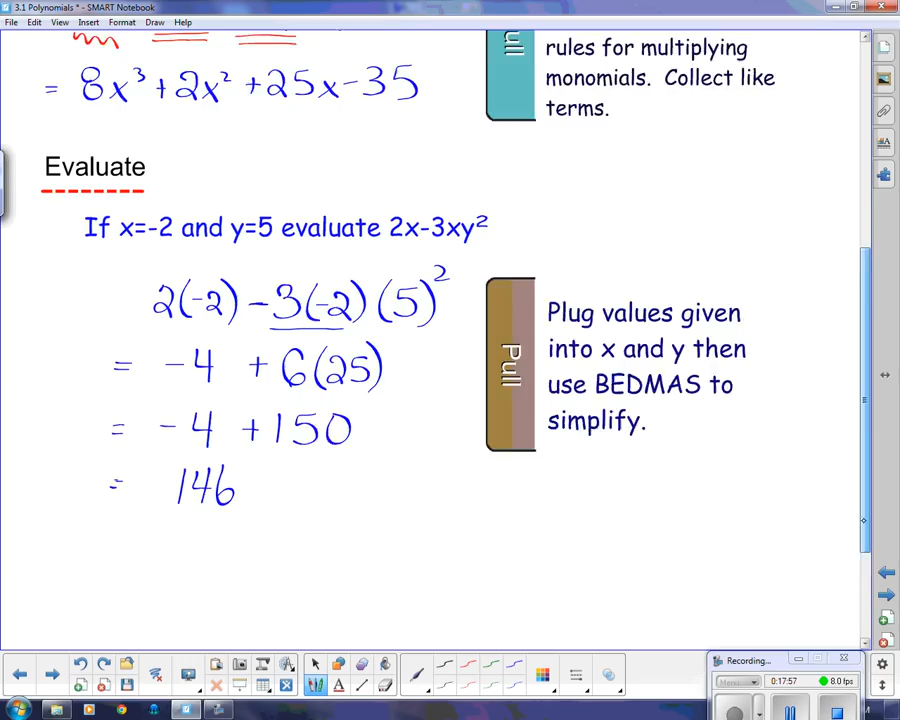 3.1 Polynomials * - SMART Notebook
File Edit View Insert Format Draw Help
rules for multiplying
monomials. Collect like
terms.
= 8x³ + 2x² + 25x - 35
Evaluate
If x=-2 and y=5 evaluate 2x-3xy²
2(-2) - 3(-2)(5)²
= -4 + 6(25)
= -4 + 150
= 146
Pull
Plug values given
into x and y then
use BEDMAS to
simplify.
Recording...
Menu
0:17:57 8.0 fps